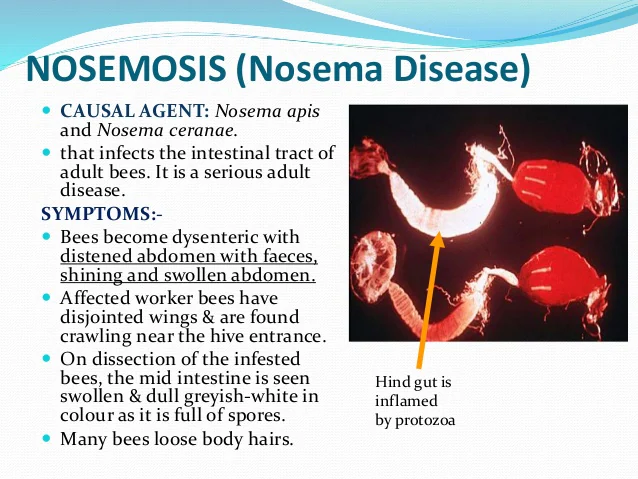 NOSEMOSIS (Nosema Disease)
CAUSAL AGENT: Nosema apis
and Nosema ceranae.
that infects the intestinal tract of
adult bees. It is a serious adult
disease.
SYMPTOMS:-
Bees become dysenteric with
distened abdomen with faeces,
shining and swollen abdomen.
Affected worker bees have
disjointed wings & are found
crawling near the hive entrance.
On dissection of the infested
bees, the mid intestine is seen
swollen & dull greyish-white in
colour as it is full of spores.
Many bees loose body hairs.
Hind gut is
inflamed
by protozoa